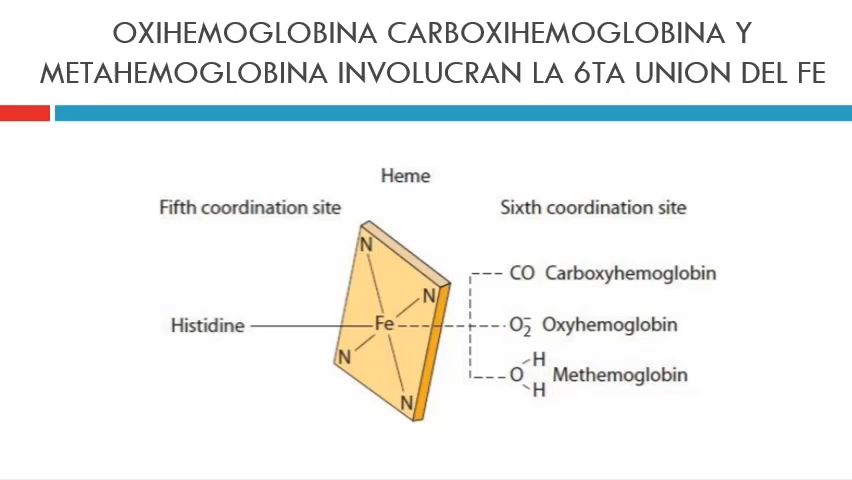 OXIHEMOGLOBINA CARBOXIHEMOGLOBINA Y
METAHEMOGLOBINA INVOLUCRAN LA 6TA UNION DEL FE
Heme
Fifth coordination site
Sixth coordination site
N
N
CO Carboxyhemoglobin
Histidine
Fe
O₂⁻ Oxyhemoglobin
N
H
O
H
Methemoglobin
N